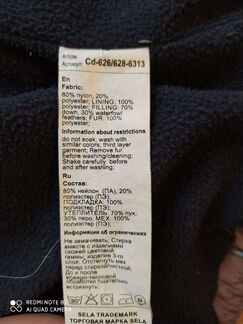 Article
Артикул: Cd-626/628-6313
En
Fabric:
80% nylon, 20%
polyester; LINING: 100%
polyester; FILLING: 70%
down, 30% waterfowl
feathers; FUR: 100%
polyester;
Information about restrictions
do not soak; wash with
similar colors; third layer
garment; remove fur
before washing/cleaning;
Shake carefully before
and after washing.
Ru
Состав:
80% нейлон (ПА), 20%
полиэстер (ПЭ);
ПОДКЛАДКА: 100%
полиэстер (ПЭ);
УТЕПЛИТЕЛЬ: 70% пух,
30% перо, МЕХ: 100%
полиэстер (ПЭ);
Информация об ограничениях
Не замачивать. Стирка
вместе с изделиями
схожей цветовой
гаммы, изделие 3-го
слоя. Отстегнуть мех
перед стиркой/чисткой.
До и после
стирки
30°
SELA TRADEMARK
ТОРГОВАЯ МАРКА SELA
REDMI NOTE 8
AI QUAD CAMERA